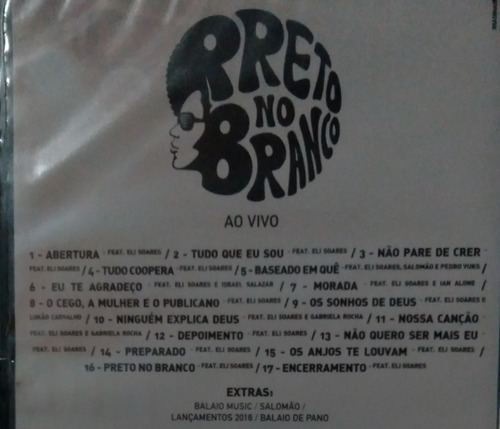 PRETO
NO
BRANCO
AO VIVO
1 - ABERTURA - FEAT. ELI SOARES / 2 - TUDO QUE EU SOU - FEAT. ELI SOARES / 3 - NÃO PARE DE CRER
- FEAT. ELI SOARES / 4 - TUDO COOPERA - FEAT. ELI SOARES / 5 - BASEADO EM QUÊ - FEAT. ELI SOARES, SALOMÃO E PEDRO VUKS /
6 - EU TE AGRADEÇO - FEAT. ELI SOARES E ISRAEL SALAZAR / 7 - MORADA - FEAT. ELI SOARES E IAN ALONE /
8 - O CEGO, A MULHER E O PUBLICANO - FEAT. ELI SOARES / 9 - OS SONHOS DE DEUS - FEAT. ELI SOARES E
LUKÃO CARVALHO / 10 - NINGUÉM EXPLICA DEUS - FEAT. ELI SOARES E GABRIELA ROCHA / 11 - NOSSA CANÇÃO -
FEAT. ELI SOARES E GABRIELA ROCHA / 12 - DEPOIMENTO - FEAT. ELI SOARES / 13 - NÃO QUERO SER MAIS EU
- FEAT. ELI SOARES / 14 - PREPARADO - FEAT. ELI SOARES / 15 - OS ANJOS TE LOUVAM - FEAT. ELI SOARES /
16 - PRETO NO BRANCO - FEAT. ELI SOARES / 17 - ENCERRAMENTO - FEAT. ELI SOARES
EXTRAS:
BALAIO MUSIC / SALOMÃO /
LANÇAMENTOS 2016 / BALAIO DE PANO